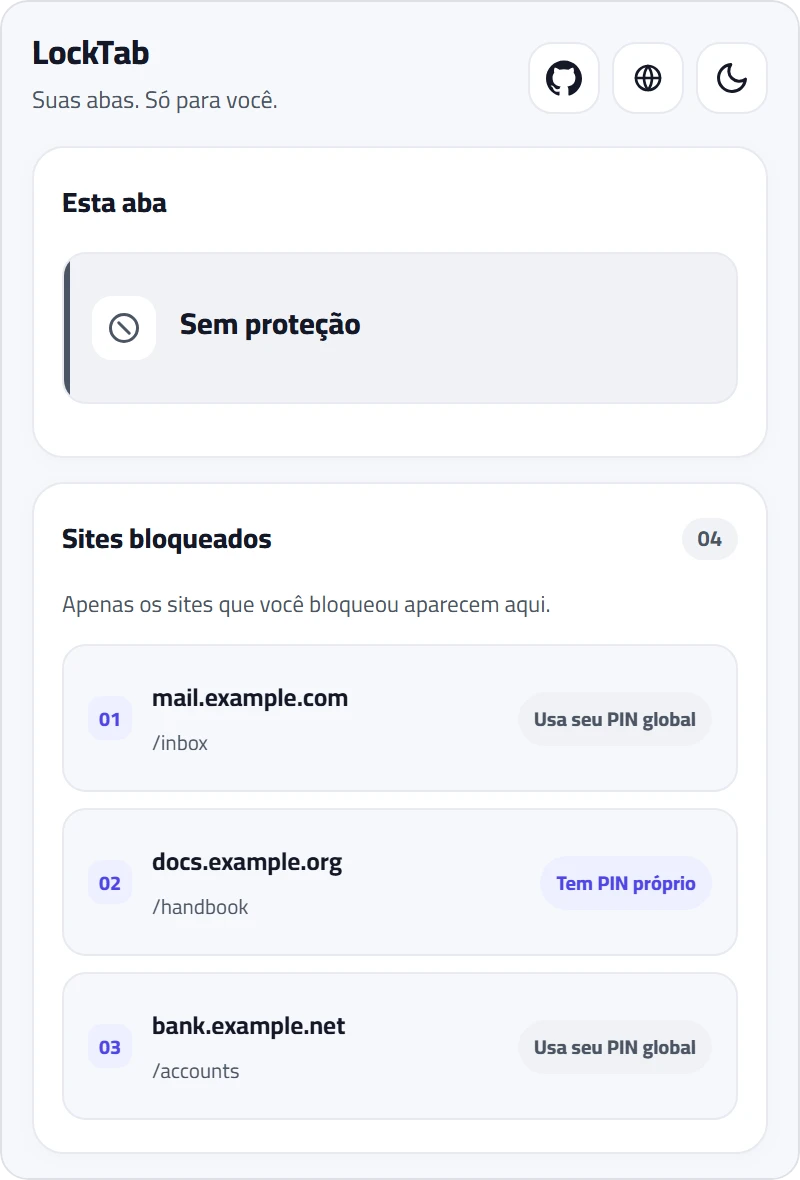 LockTab
Suas abas. Só para você.
Esta aba
Sem proteção
Sites bloqueados
04
Apenas os sites que você bloqueou aparecem aqui.
01
mail.example.com
/inbox
Usa seu PIN global
02
docs.example.org
/handbook
Tem PIN próprio
03
bank.example.net
/accounts
Usa seu PIN global